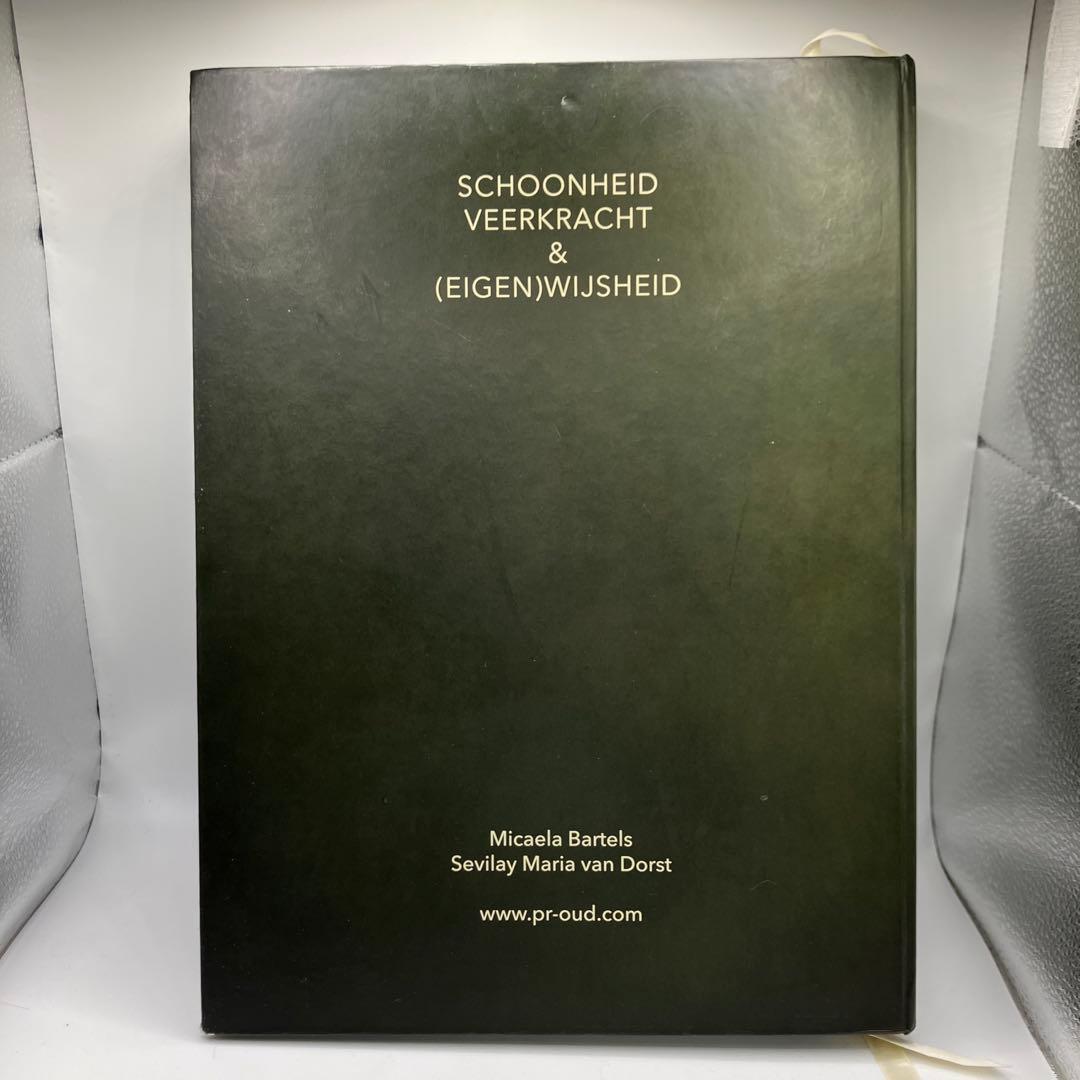 SCHOONHEID
VEERKRACHT
&
(EIGEN)WIJSHEID
Micaela Bartels
Sevilay Maria van Dorst
www.pr-oud.com